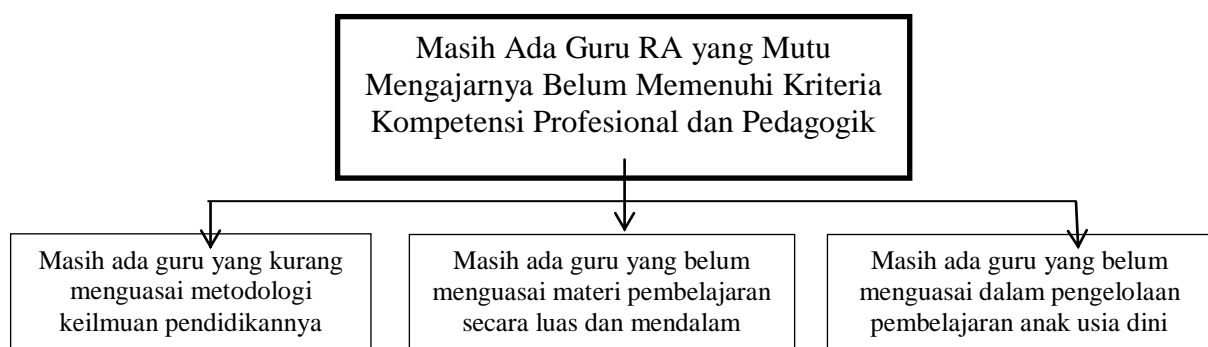 Masih Ada Guru RA yang Mutu
Mengajarnya Belum Memenuhi Kriteria
Kompetensi Profesional dan Pedagogik
Masih ada guru yang kurang
menguasai metodologi
keilmuan pendidikannya
Masih ada guru yang belum
menguasai materi pembelajaran
secara luas dan mendalam
Masih ada guru yang belum
menguasai dalam pengelolaan
pembelajaran anak usia dini